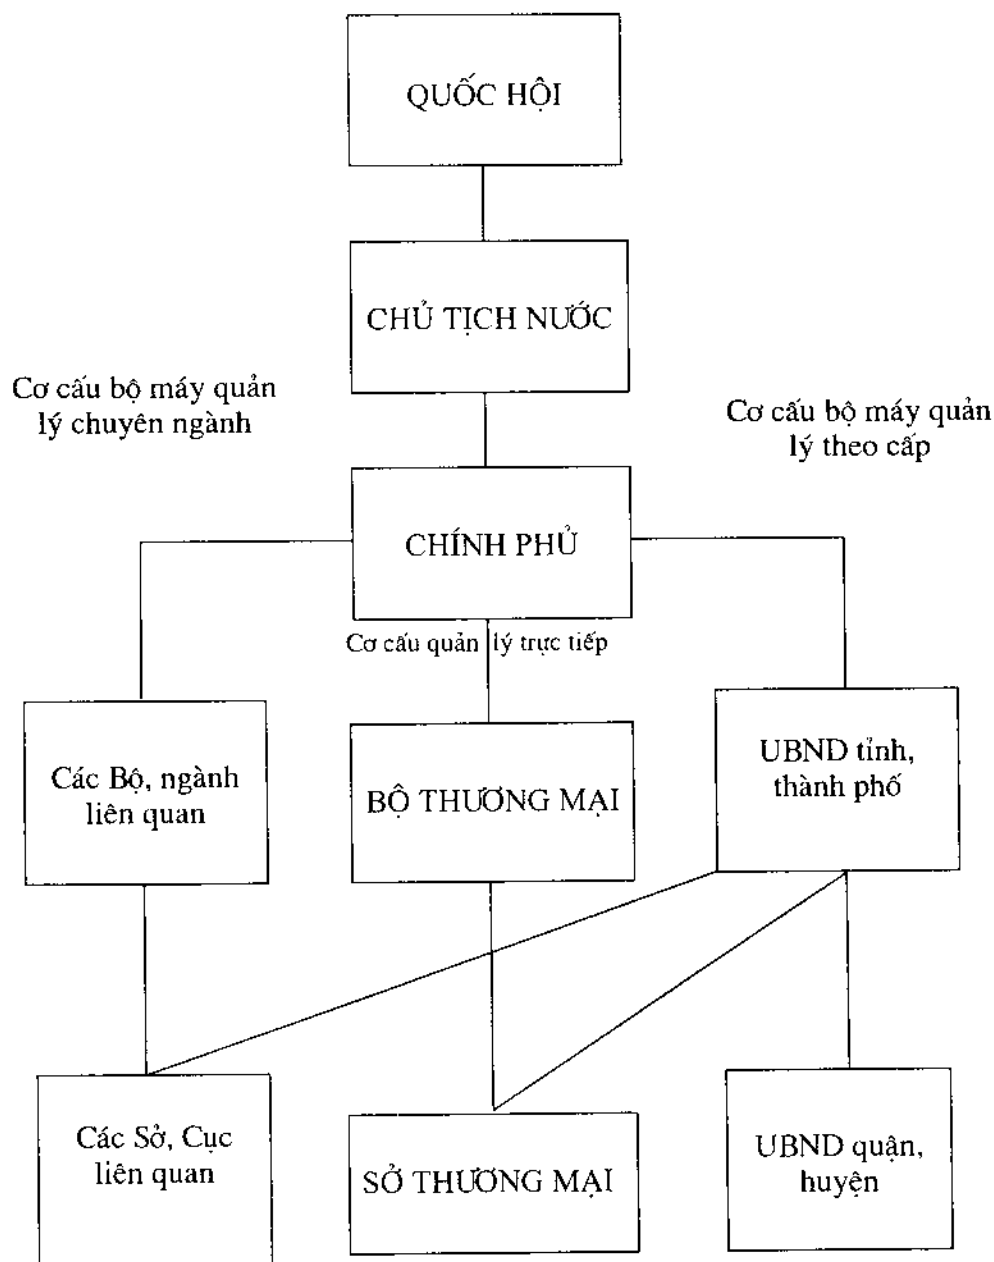 QUỐC HỘI
CHỦ TỊCH NƯỚC
Cơ cấu bộ máy quản
lý chuyên ngành
Cơ cấu bộ máy quản
lý theo cấp
CHÍNH PHỦ
Cơ cấu quản lý trực tiếp
Các Bộ, ngành
liên quan
BỘ THƯƠNG MẠI
UBND tỉnh,
thành phố
Các Sở, Cục
liên quan
SỞ THƯƠNG MẠI
UBND quận,
huyện